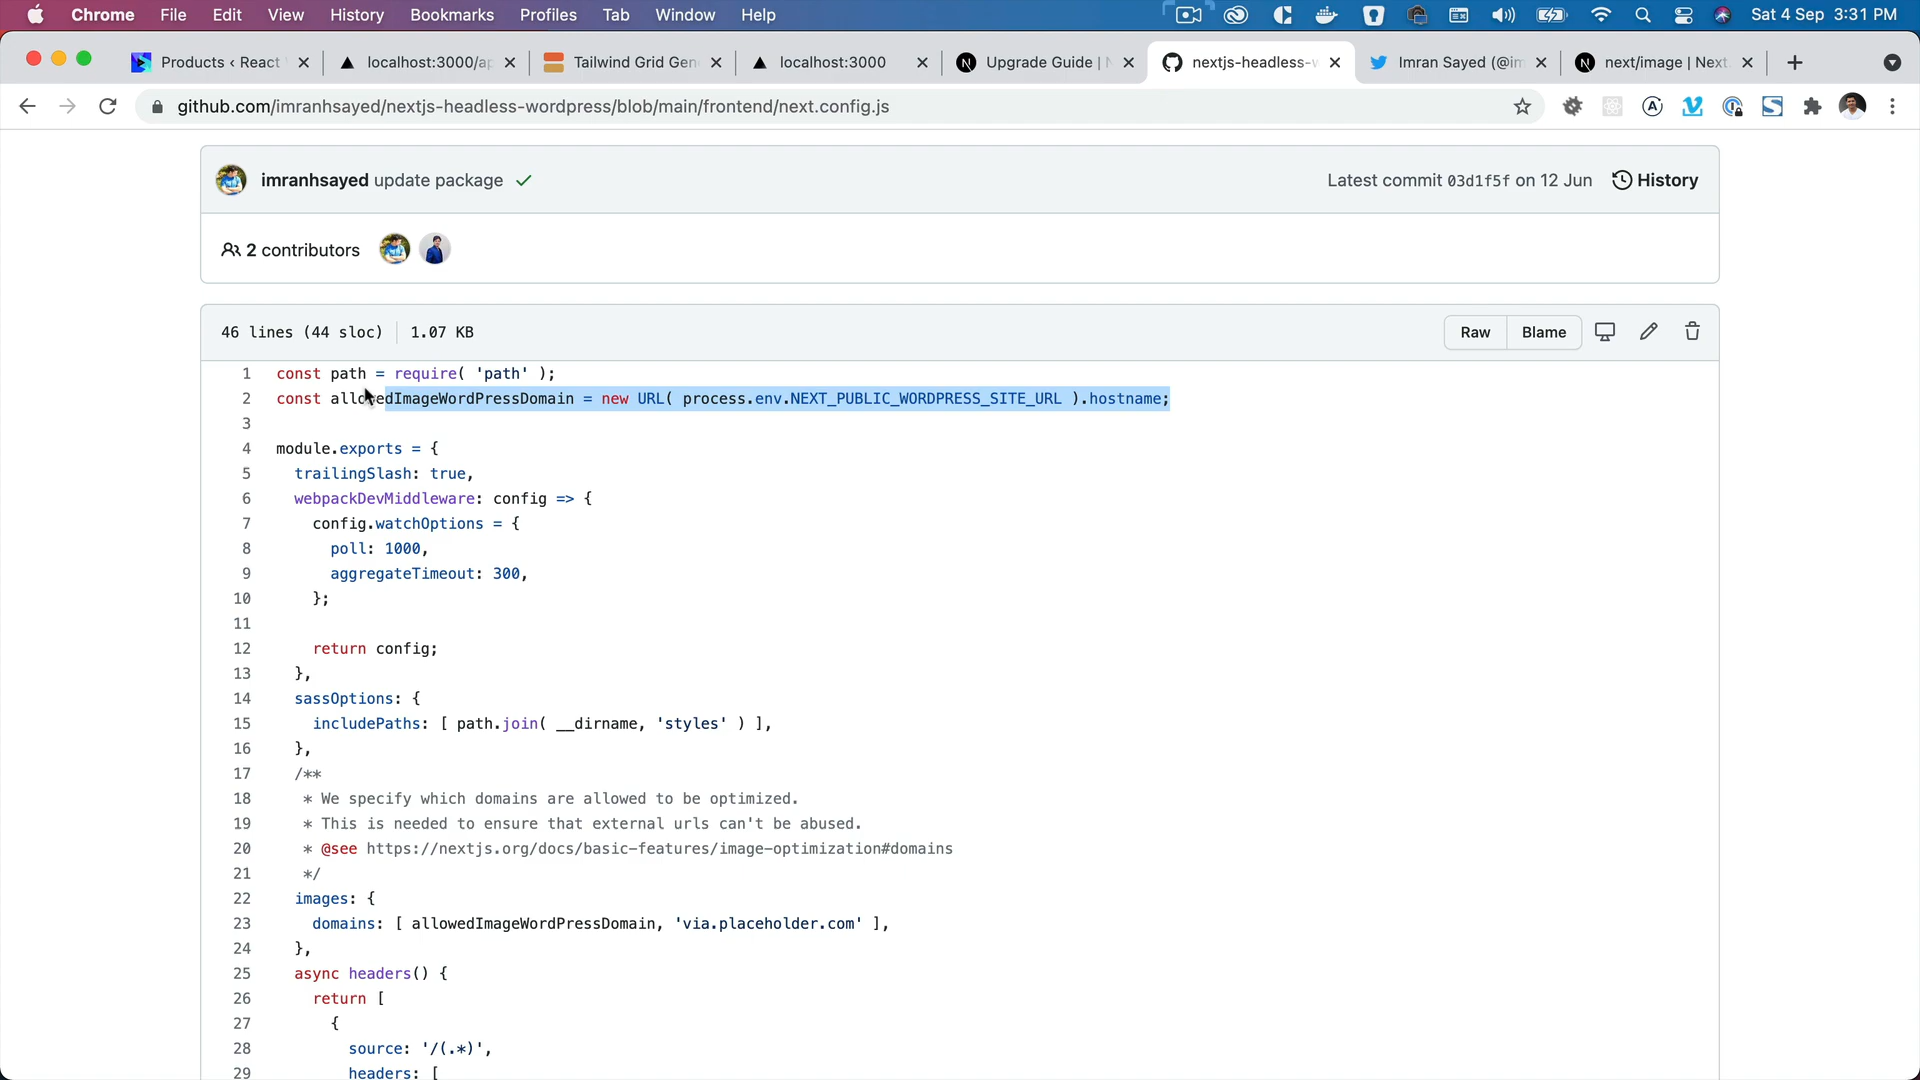 Chrome File Edit View History Bookmarks Profiles Tab Window Help Sat 4 Sep 3:31 PM
Products ‹ React localhost:3000/ap Tailwind Grid Gen localhost:3000 Upgrade Guide | N nextjs-headless-w Imran Sayed (@im next/image | Next
github.com/imranhsayed/nextjs-headless-wordpress/blob/main/frontend/next.config.js
imranhsayed update package Latest commit 03d1f5f on 12 Jun History
2 contributors
46 lines (44 sloc) 1.07 KB Raw Blame
1 const path = require( 'path' );
2 const allowedImageWordPressDomain = new URL( process.env.NEXT_PUBLIC_WORDPRESS_SITE_URL ).hostname;
3
4 module.exports = {
5 trailingSlash: true,
6 webpackDevMiddleware: config => {
7 config.watchOptions = {
8 poll: 1000,
9 aggregateTimeout: 300,
10 };
11
12 return config;
13 },
14 sassOptions: {
15 includePaths: [ path.join( __dirname, 'styles' ) ],
16 },
17 /**
18 * We specify which domains are allowed to be optimized.
19 * This is needed to ensure that external urls can't be abused.
20 * @see https://nextjs.org/docs/basic-features/image-optimization#domains
21 */
22 images: {
23 domains: [ allowedImageWordPressDomain, 'via.placeholder.com' ],
24 },
25 async headers() {
26 return [
27 {
28 source: '/(.*)',
29 headers: [